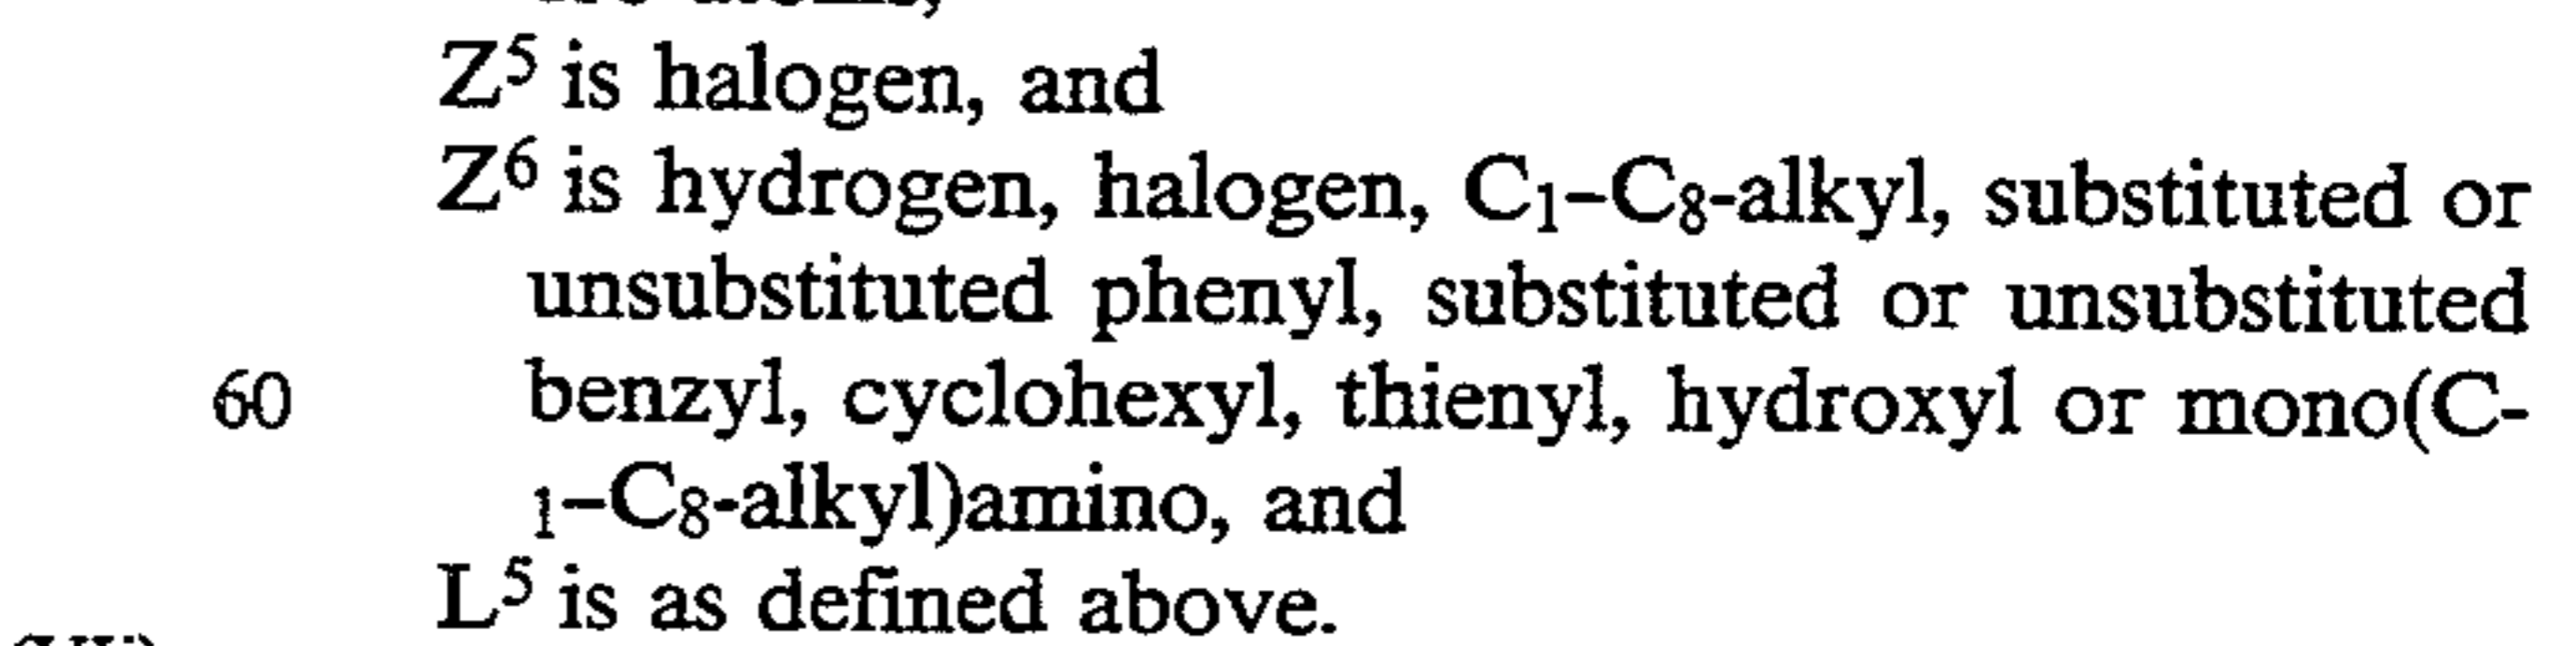 Z⁵ is halogen, and
Z⁶ is hydrogen, halogen, C₁–C₈-alkyl, substituted or
unsubstituted phenyl, substituted or unsubstituted
60 benzyl, cyclohexyl, thienyl, hydroxyl or mono(C-
₁–C₈-alkyl)amino, and
L⁵ is as defined above.